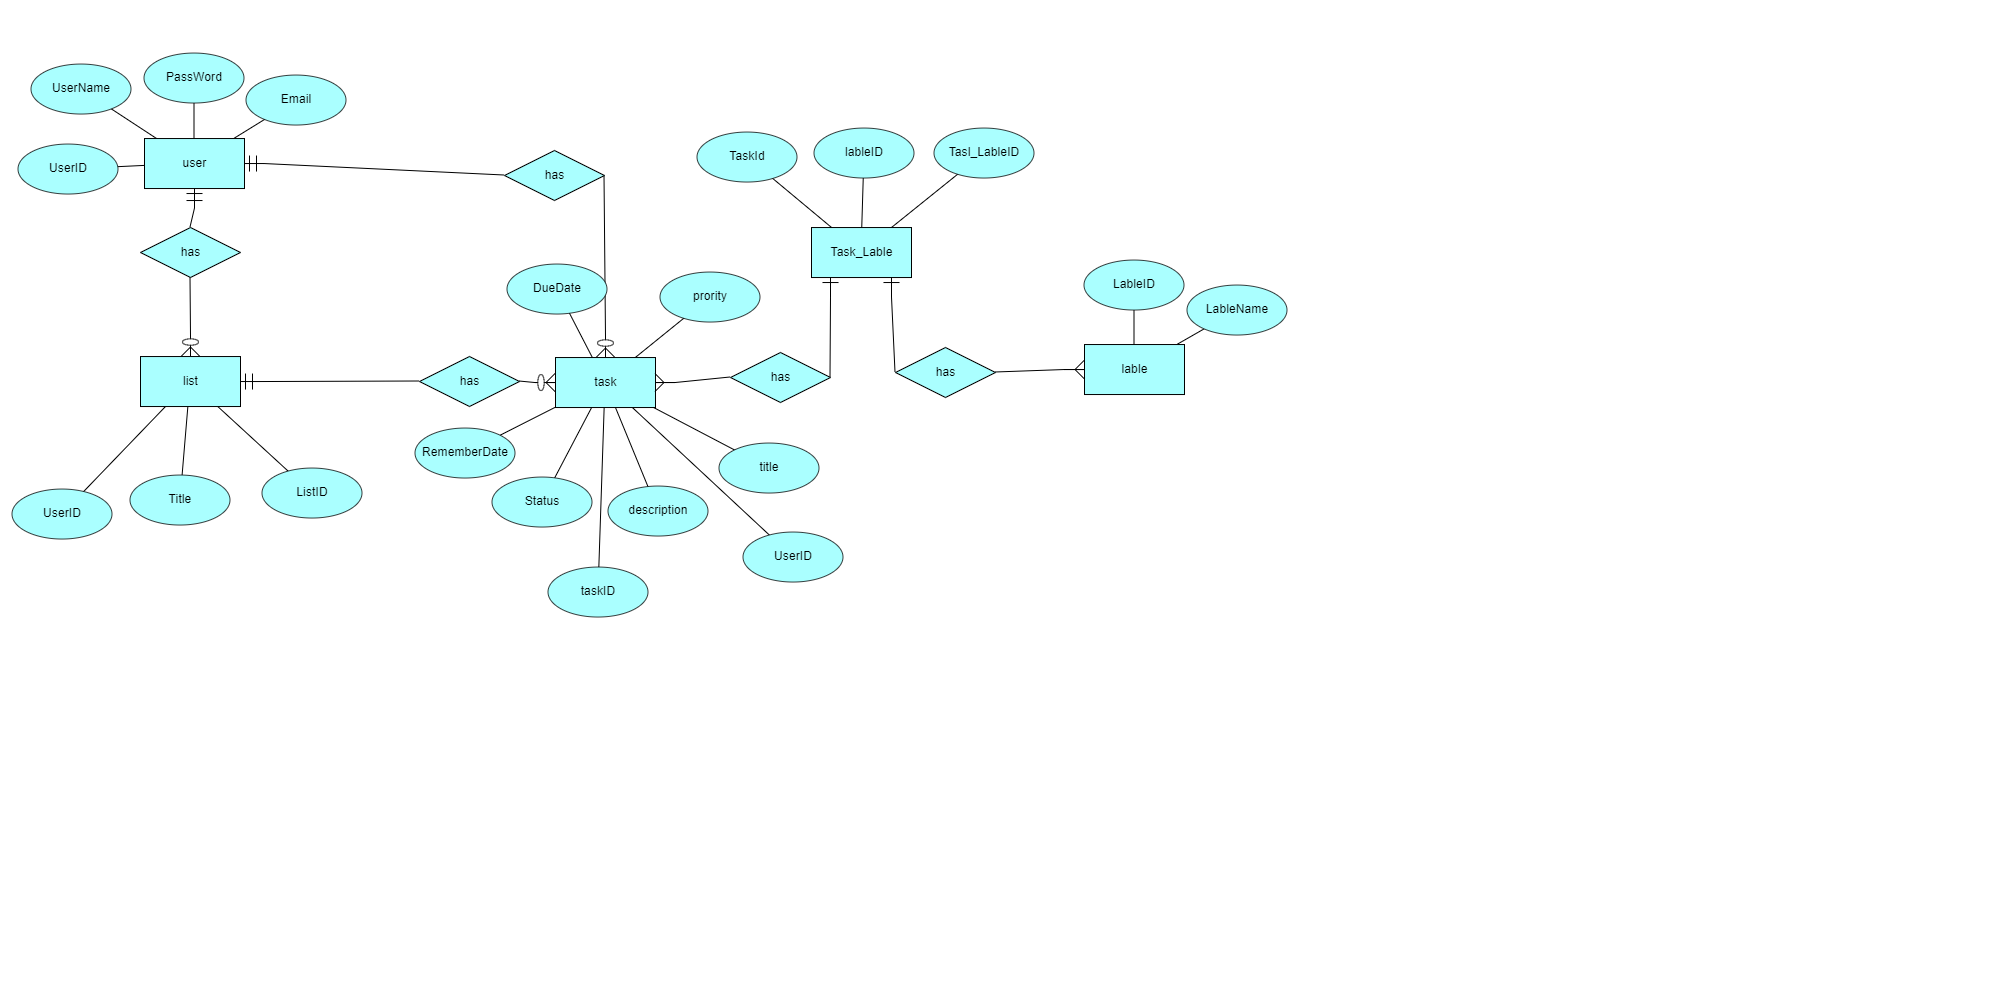 PassWord
UserName
Email
user
UserID
has
has
TaskId
lableID
Tasl_LableID
Task_Lable
DueDate
prority
LableID
LableName
list
has
task
has
has
lable
RememberDate
title
UserID
Title
ListID
Status
description
UserID
taskID